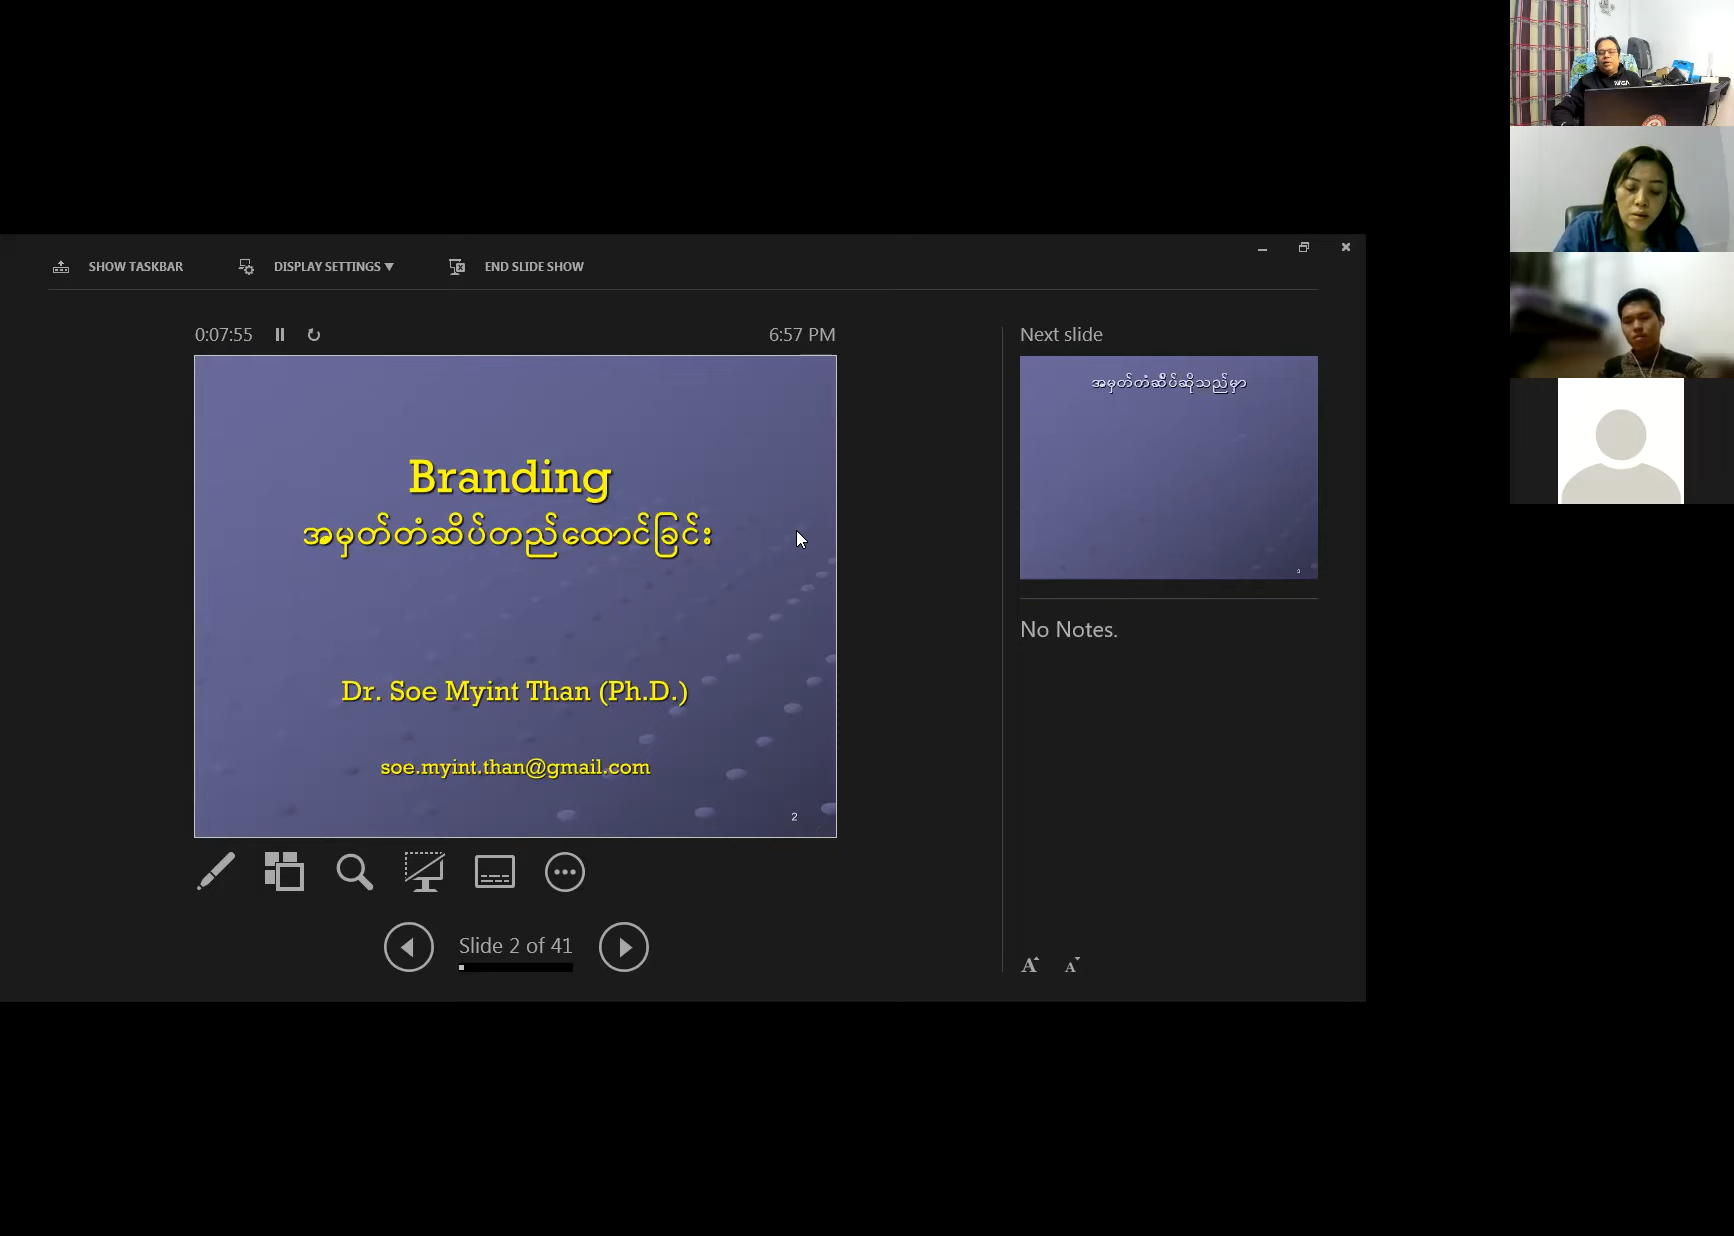 SHOW TASKBAR
DISPLAY SETTINGS ▼
END SLIDE SHOW
0:07:55
6:57 PM
Branding
အမှတ်တံဆိပ်တည်ထောင်ခြင်း
Dr. Soe Myint Than (Ph.D.)
soe.myint.than@gmail.com
2
Slide 2 of 41
Next slide
အမှတ်တံဆိပ်ဆိုသည်မှာ
No Notes.
A
A